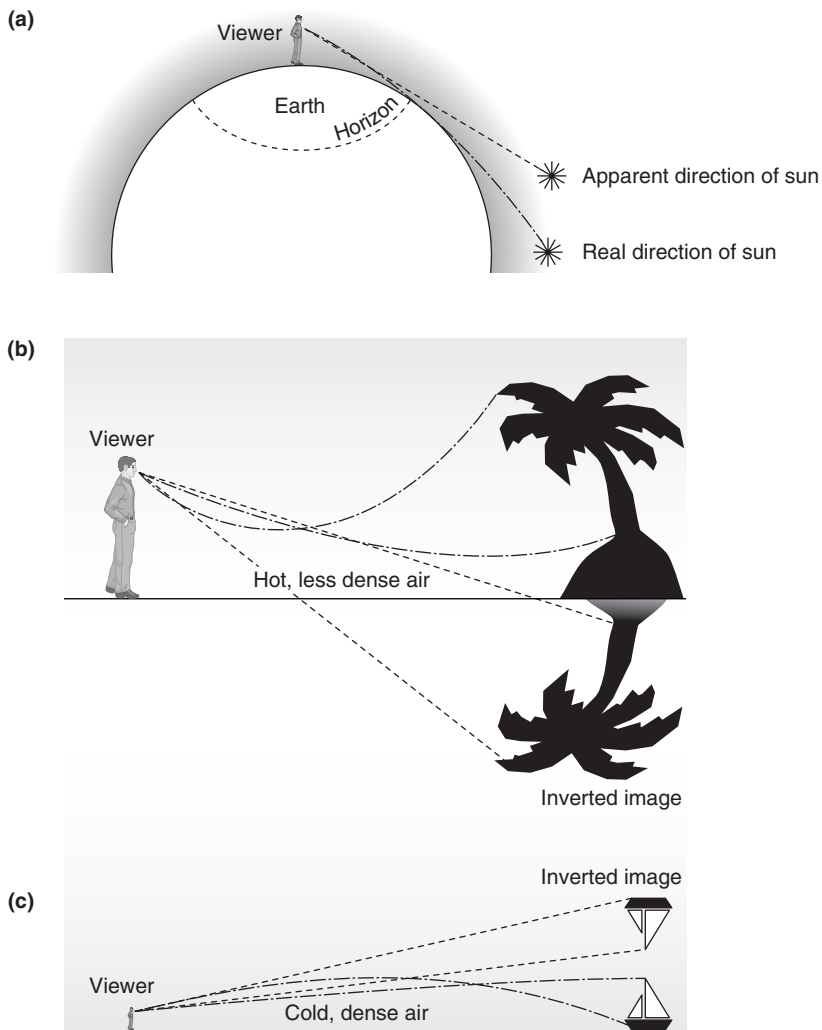 (a)
Viewer
Earth
Horizon
Apparent direction of sun
Real direction of sun
(b)
Viewer
Hot, less dense air
Inverted image
(c)
Inverted image
Viewer
Cold, dense air